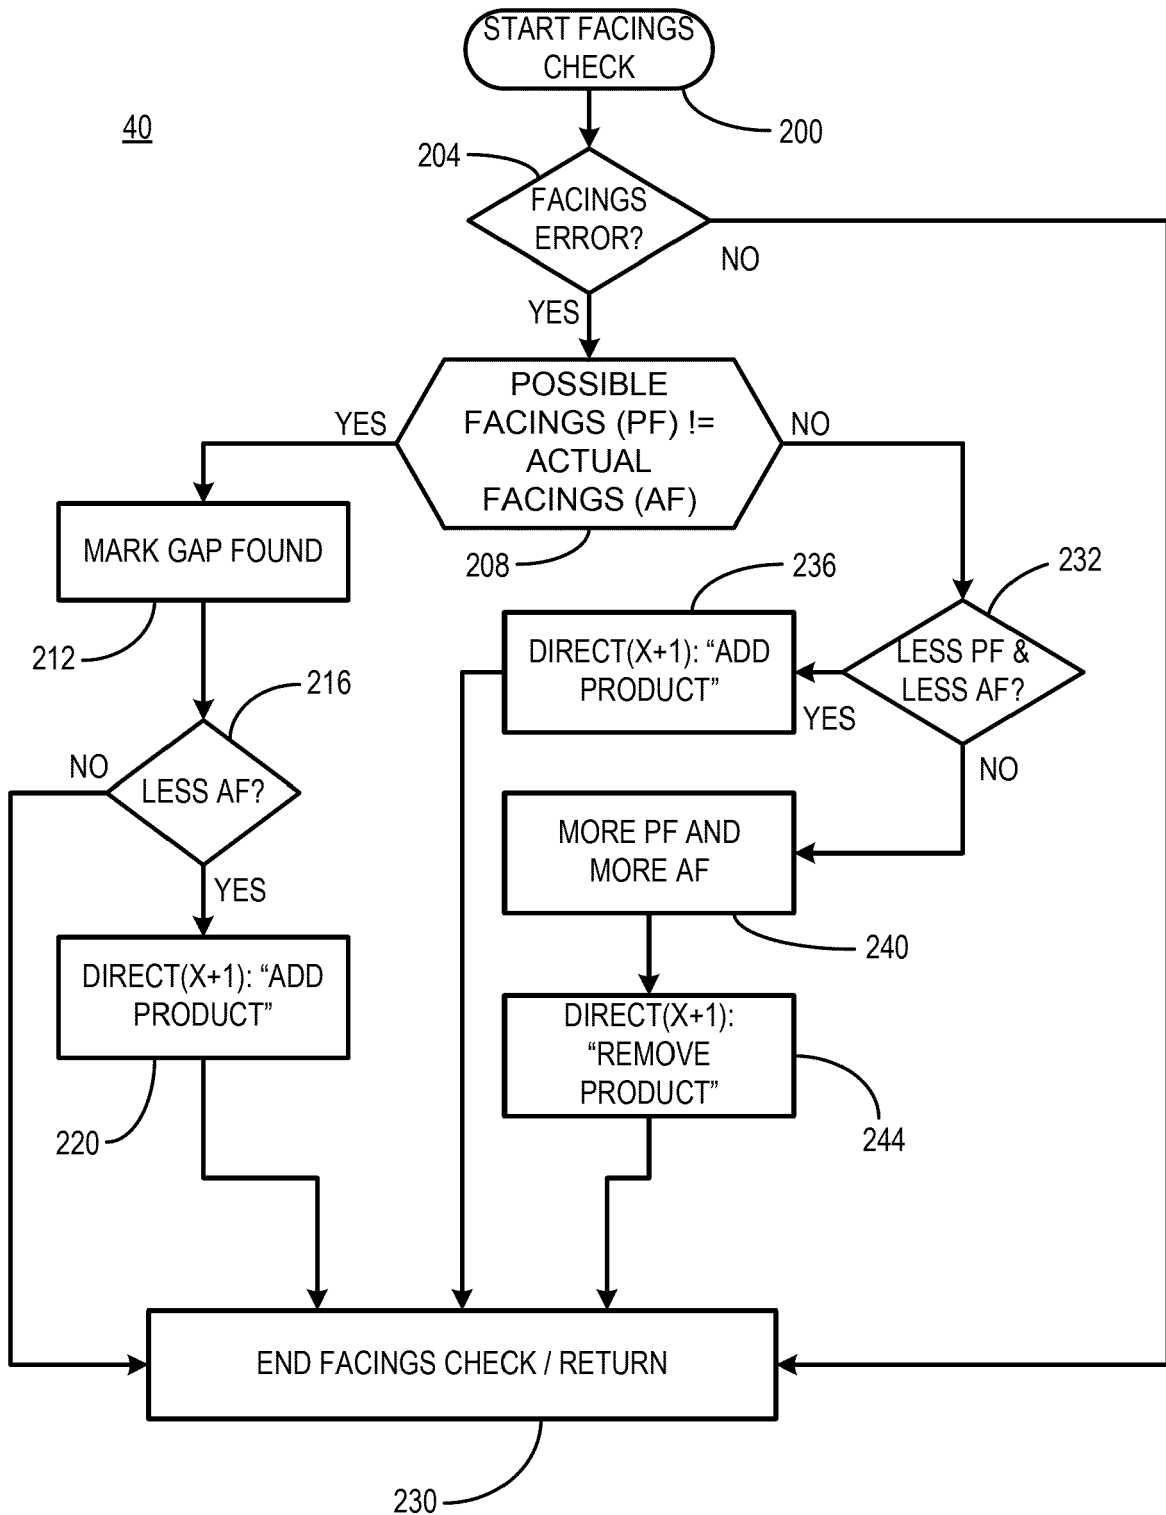 START FACINGS
CHECK
200
40
204
FACINGS
ERROR?
NO
YES
POSSIBLE
FACINGS (PF) !=
ACTUAL
FACINGS (AF)
YES
NO
208
MARK GAP FOUND
212
236
232
DIRECT(X+1): “ADD
PRODUCT”
LESS PF &
LESS AF?
YES
NO
216
LESS AF?
NO
YES
MORE PF AND
MORE AF
240
DIRECT(X+1): “ADD
PRODUCT”
220
DIRECT(X+1):
“REMOVE
PRODUCT”
244
END FACINGS CHECK / RETURN
230